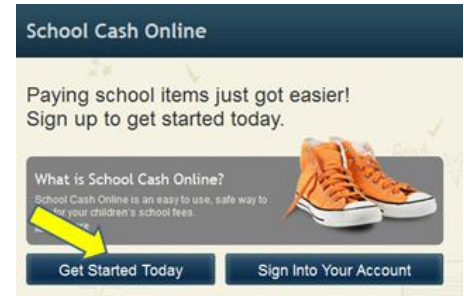 School Cash Online
Paying school items just got easier!
Sign up to get started today.
What is School Cash Online?
School Cash Online is an easy to use, safe way to
for your children's school fees.
Get Started Today
Sign Into Your Account